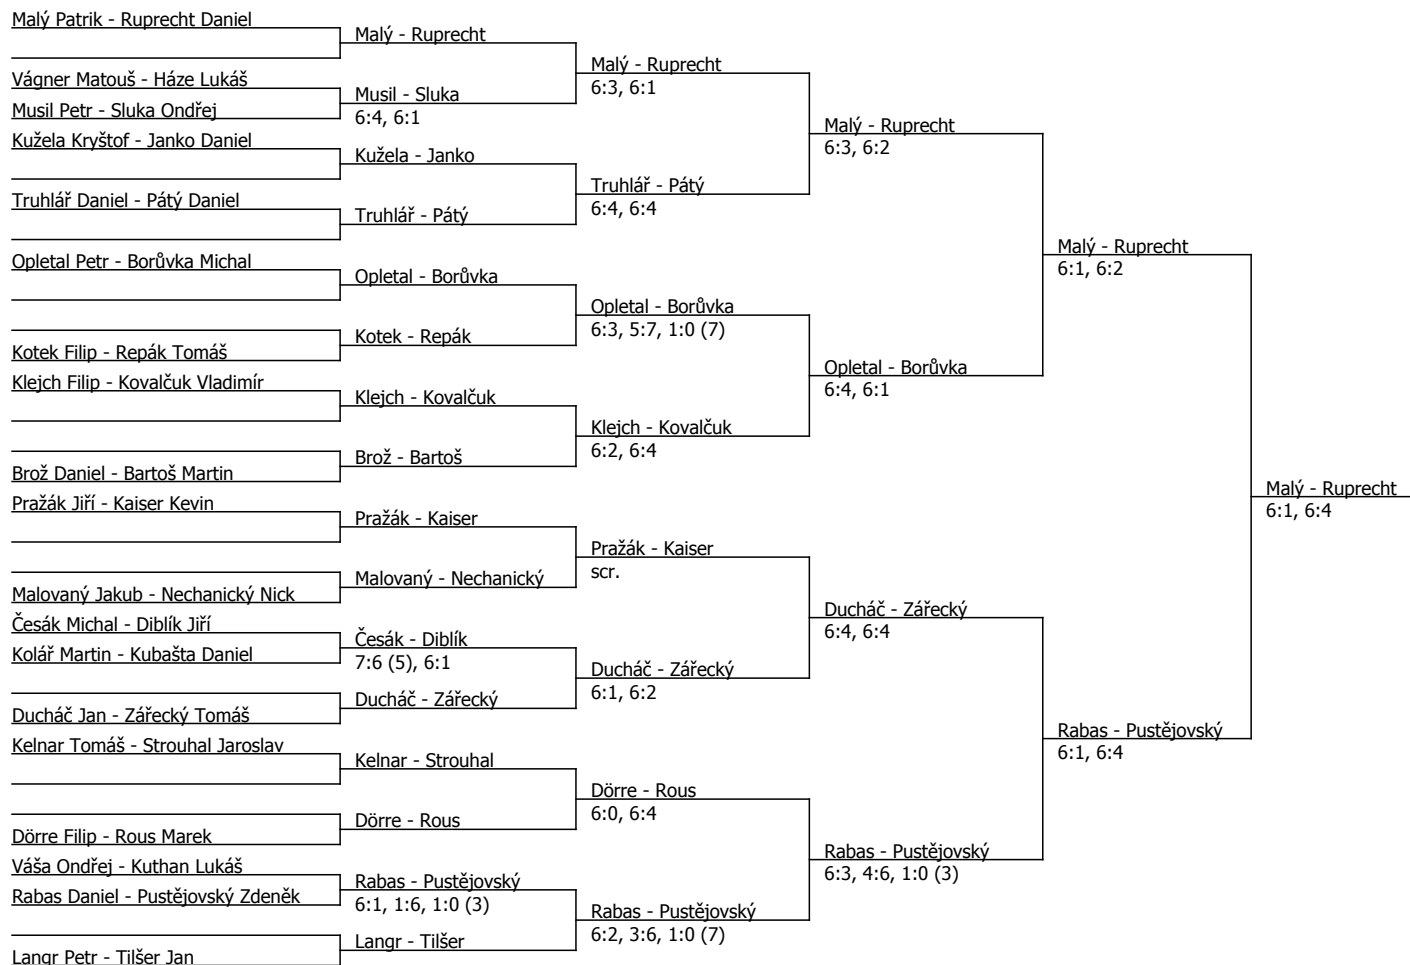 Malý Patrik - Ruprecht Daniel
Vágner Matouš - Háze Lukáš
Musil Petr - Sluka Ondřej
Kužela Kryštof - Janko Daniel
Truhlář Daniel - Pátý Daniel
Opletal Petr - Borůvka Michal
Kotek Filip - Repák Tomáš
Klejch Filip - Kovalčuk Vladimír
Brož Daniel - Bartoš Martin
Pražák Jiří - Kaiser Kevin
Malovaný Jakub - Nechanický Nick
Česák Michal - Diblík Jiří
Kolář Martin - Kubašta Daniel
Ducháč Jan - Zářecký Tomáš
Kelnar Tomáš - Strouhal Jaroslav
Dörre Filip - Rous Marek
Váša Ondřej - Kuthan Lukáš
Rabas Daniel - Pustějovský Zdeněk
Langr Petr - Tilšer Jan
Malý - Ruprecht
Musil - Sluka
6:4, 6:1
Kužela - Janko
Truhlář - Pátý
Opletal - Borůvka
Kotek - Repák
Klejch - Kovalčuk
Brož - Bartoš
Pražák - Kaiser
Malovaný - Nechanický
Česák - Diblík
7:6 (5), 6:1
Ducháč - Zářecký
Kelnar - Strouhal
Dörre - Rous
Rabas - Pustějovský
6:1, 1:6, 1:0 (3)
Langr - Tilšer
Malý - Ruprecht
6:3, 6:1
Truhlář - Pátý
6:4, 6:4
Opletal - Borůvka
6:3, 5:7, 1:0 (7)
Klejch - Kovalčuk
6:2, 6:4
Pražák - Kaiser
scr.
Ducháč - Zářecký
6:1, 6:2
Dörre - Rous
6:0, 6:4
Rabas - Pustějovský
6:2, 3:6, 1:0 (7)
Malý - Ruprecht
6:3, 6:2
Opletal - Borůvka
6:4, 6:1
Ducháč - Zářecký
6:4, 6:4
Rabas - Pustějovský
6:3, 4:6, 1:0 (3)
Malý - Ruprecht
6:1, 6:2
Rabas - Pustějovský
6:1, 6:4
Malý - Ruprecht
6:1, 6:4